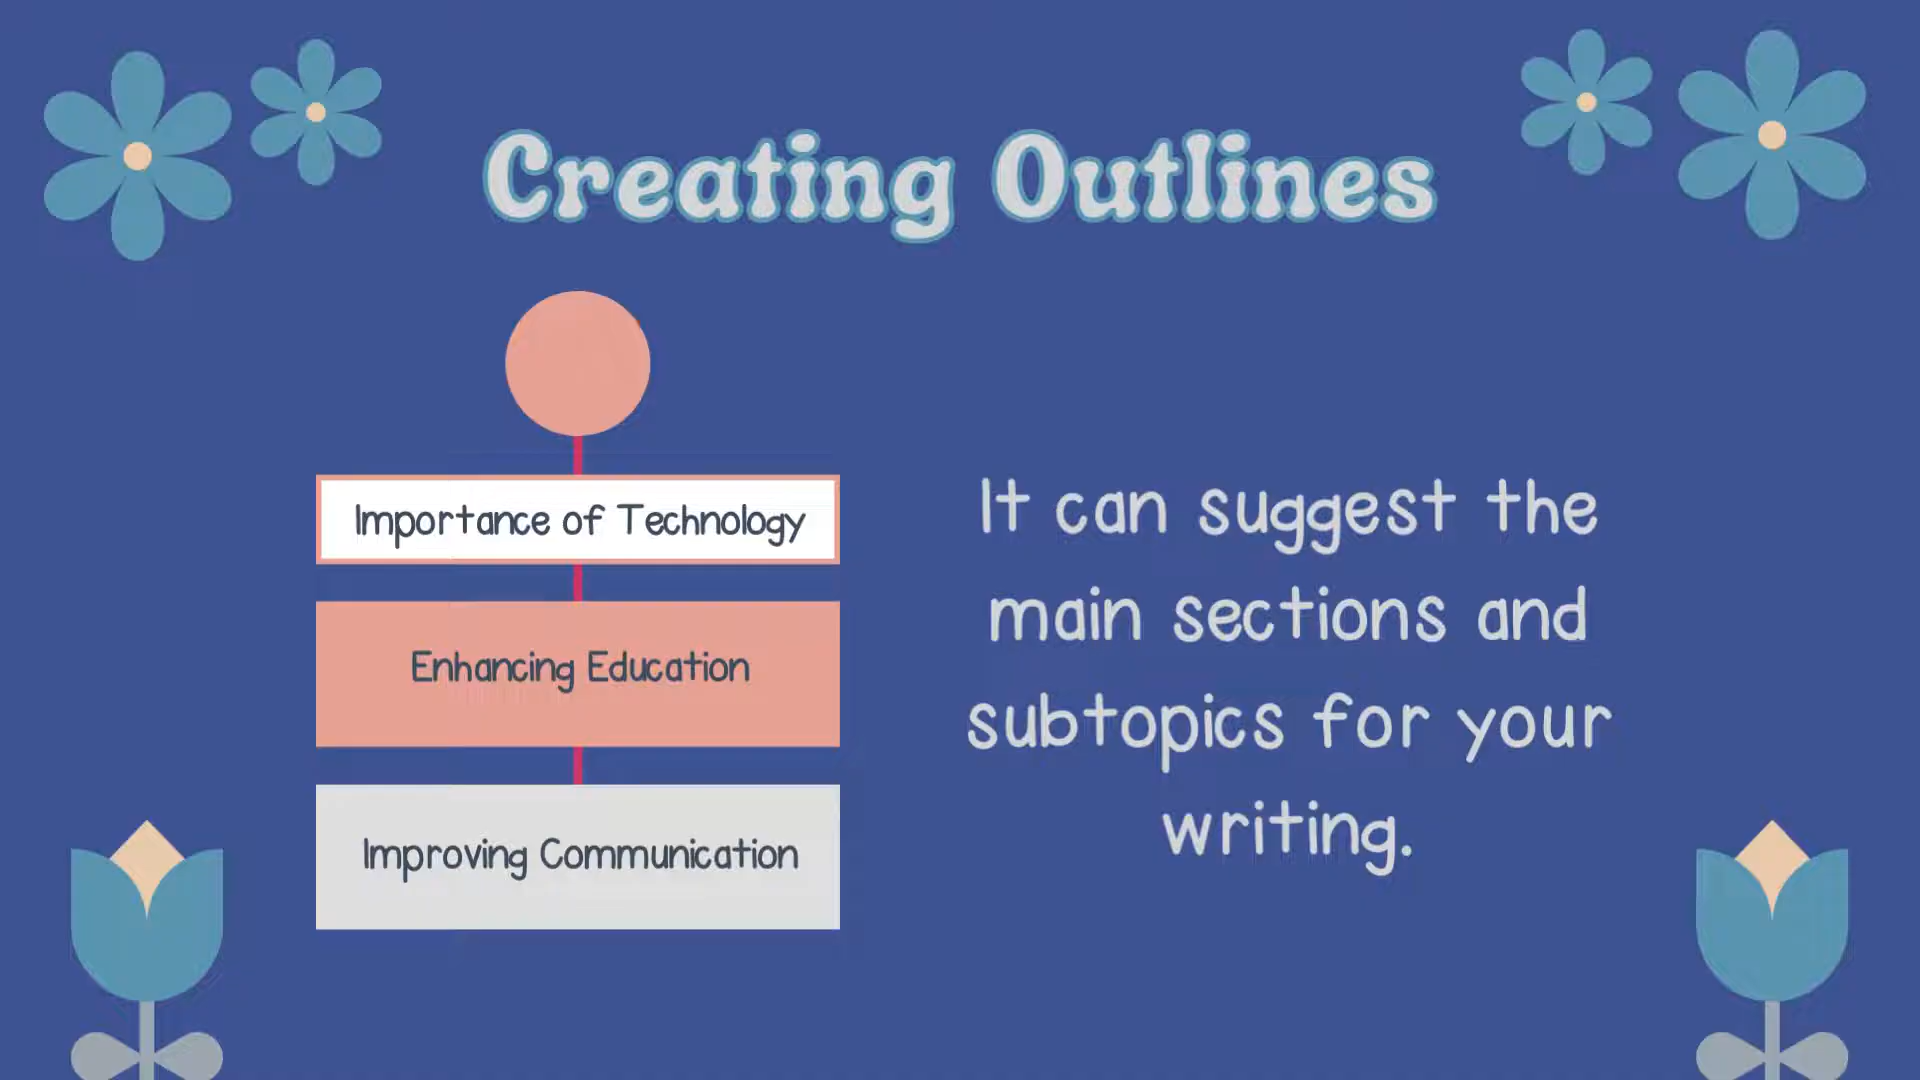 Creating Outlines
Importance of Technology
Enhancing Education
Improving Communication
It can suggest the
main sections and
subtopics for your
writing.